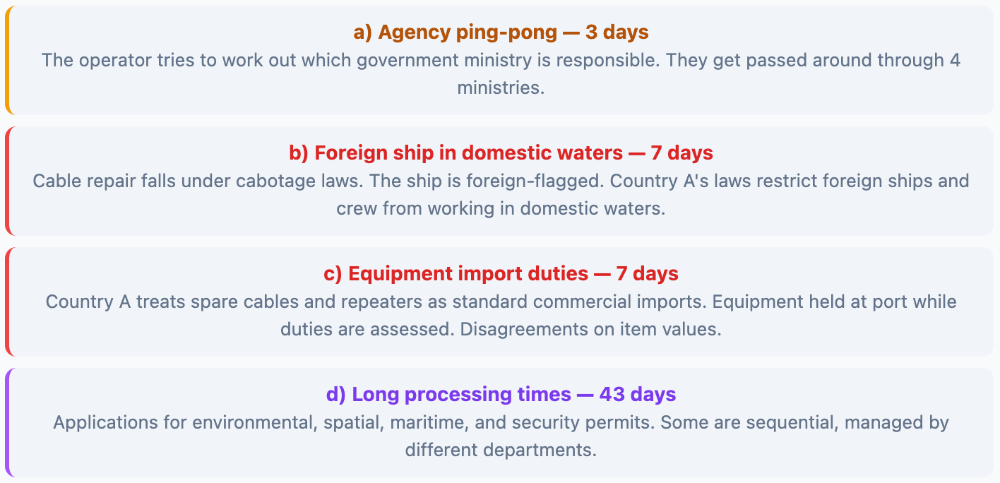 a) Agency ping-pong — 3 days
The operator tries to work out which government ministry is responsible. They get passed around through 4
ministries.
b) Foreign ship in domestic waters — 7 days
Cable repair falls under cabotage laws. The ship is foreign-flagged. Country A's laws restrict foreign ships and
crew from working in domestic waters.
c) Equipment import duties — 7 days
Country A treats spare cables and repeaters as standard commercial imports. Equipment held at port while
duties are assessed. Disagreements on item values.
d) Long processing times — 43 days
Applications for environmental, spatial, maritime, and security permits. Some are sequential, managed by
different departments.